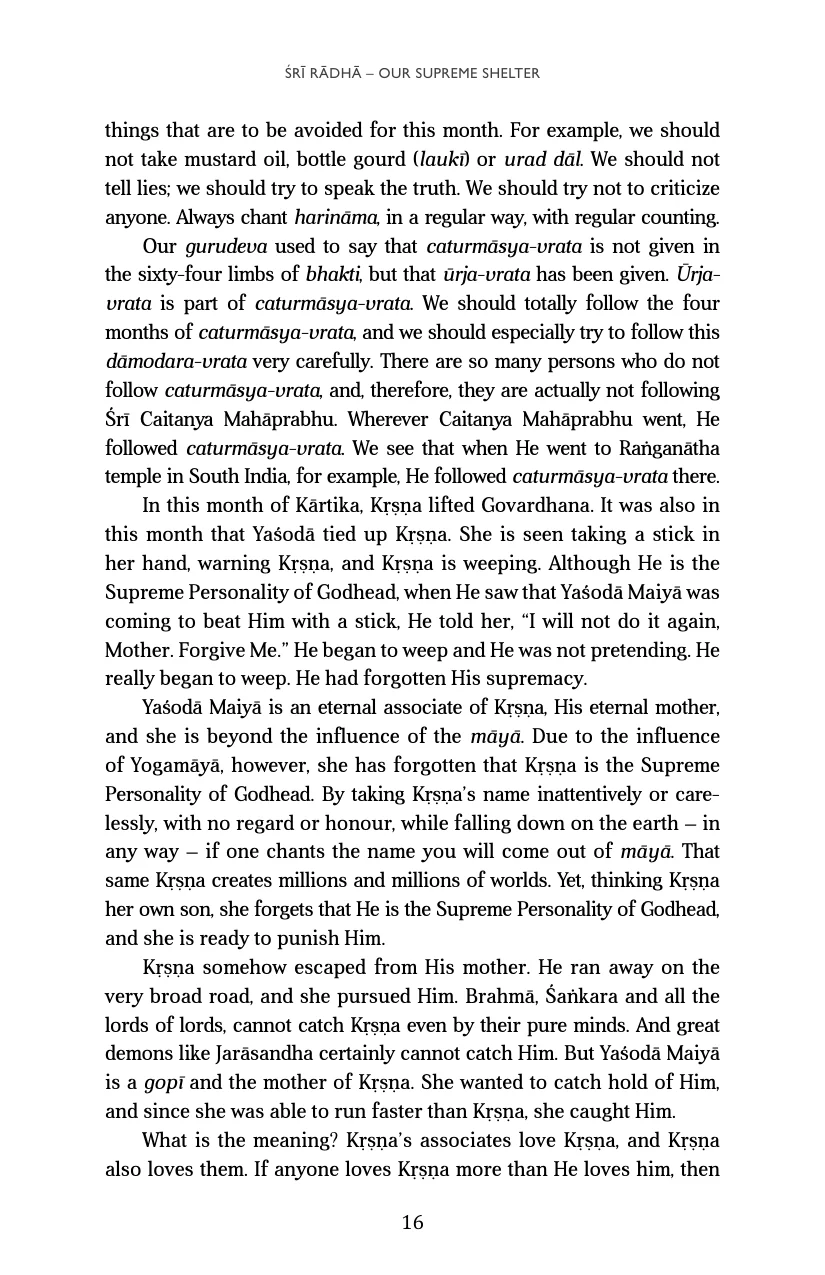 ŚRĪ RĀDHĀ – OUR SUPREME SHELTER
things that are to be avoided for this month. For example, we should
not take mustard oil, bottle gourd (laukī) or urad dāl. We should not
tell lies; we should try to speak the truth. We should try not to criticize
anyone. Always chant harināma, in a regular way, with regular counting.
Our gurudeva used to say that caturmāsya-vrata is not given in
the sixty-four limbs of bhakti, but that ūrja-vrata has been given. Ūrja-
vrata is part of caturmāsya-vrata. We should totally follow the four
months of caturmāsya-vrata, and we should especially try to follow this
dāmodara-vrata very carefully. There are so many persons who do not
follow caturmāsya-vrata, and, therefore, they are actually not following
Śrī Caitanya Mahāprabhu. Wherever Caitanya Mahāprabhu went, He
followed caturmāsya-vrata. We see that when He went to Raṅganātha
temple in South India, for example, He followed caturmāsya-vrata there.
In this month of Kārtika, Kṛṣṇa lifted Govardhana. It was also in
this month that Yaśodā tied up Kṛṣṇa. She is seen taking a stick in
her hand, warning Kṛṣṇa, and Kṛṣṇa is weeping. Although He is the
Supreme Personality of Godhead, when He saw that Yaśodā Maiyā was
coming to beat Him with a stick, He told her, “I will not do it again,
Mother. Forgive Me.” He began to weep and He was not pretending. He
really began to weep. He had forgotten His supremacy.
Yaśodā Maiyā is an eternal associate of Kṛṣṇa, His eternal mother,
and she is beyond the influence of the māyā. Due to the influence
of Yogamāyā, however, she has forgotten that Kṛṣṇa is the Supreme
Personality of Godhead. By taking Kṛṣṇa’s name inattentively or care-
lessly, with no regard or honour, while falling down on the earth – in
any way – if one chants the name you will come out of māyā. That
same Kṛṣṇa creates millions and millions of worlds. Yet, thinking Kṛṣṇa
her own son, she forgets that He is the Supreme Personality of Godhead,
and she is ready to punish Him.
Kṛṣṇa somehow escaped from His mother. He ran away on the
very broad road, and she pursued Him. Brahmā, Śaṅkara and all the
lords of lords, cannot catch Kṛṣṇa even by their pure minds. And great
demons like Jarāsandha certainly cannot catch Him. But Yaśodā Maiyā
is a gopī and the mother of Kṛṣṇa. She wanted to catch hold of Him,
and since she was able to run faster than Kṛṣṇa, she caught Him.
What is the meaning? Kṛṣṇa’s associates love Kṛṣṇa, and Kṛṣṇa
also loves them. If anyone loves Kṛṣṇa more than He loves him, then
16